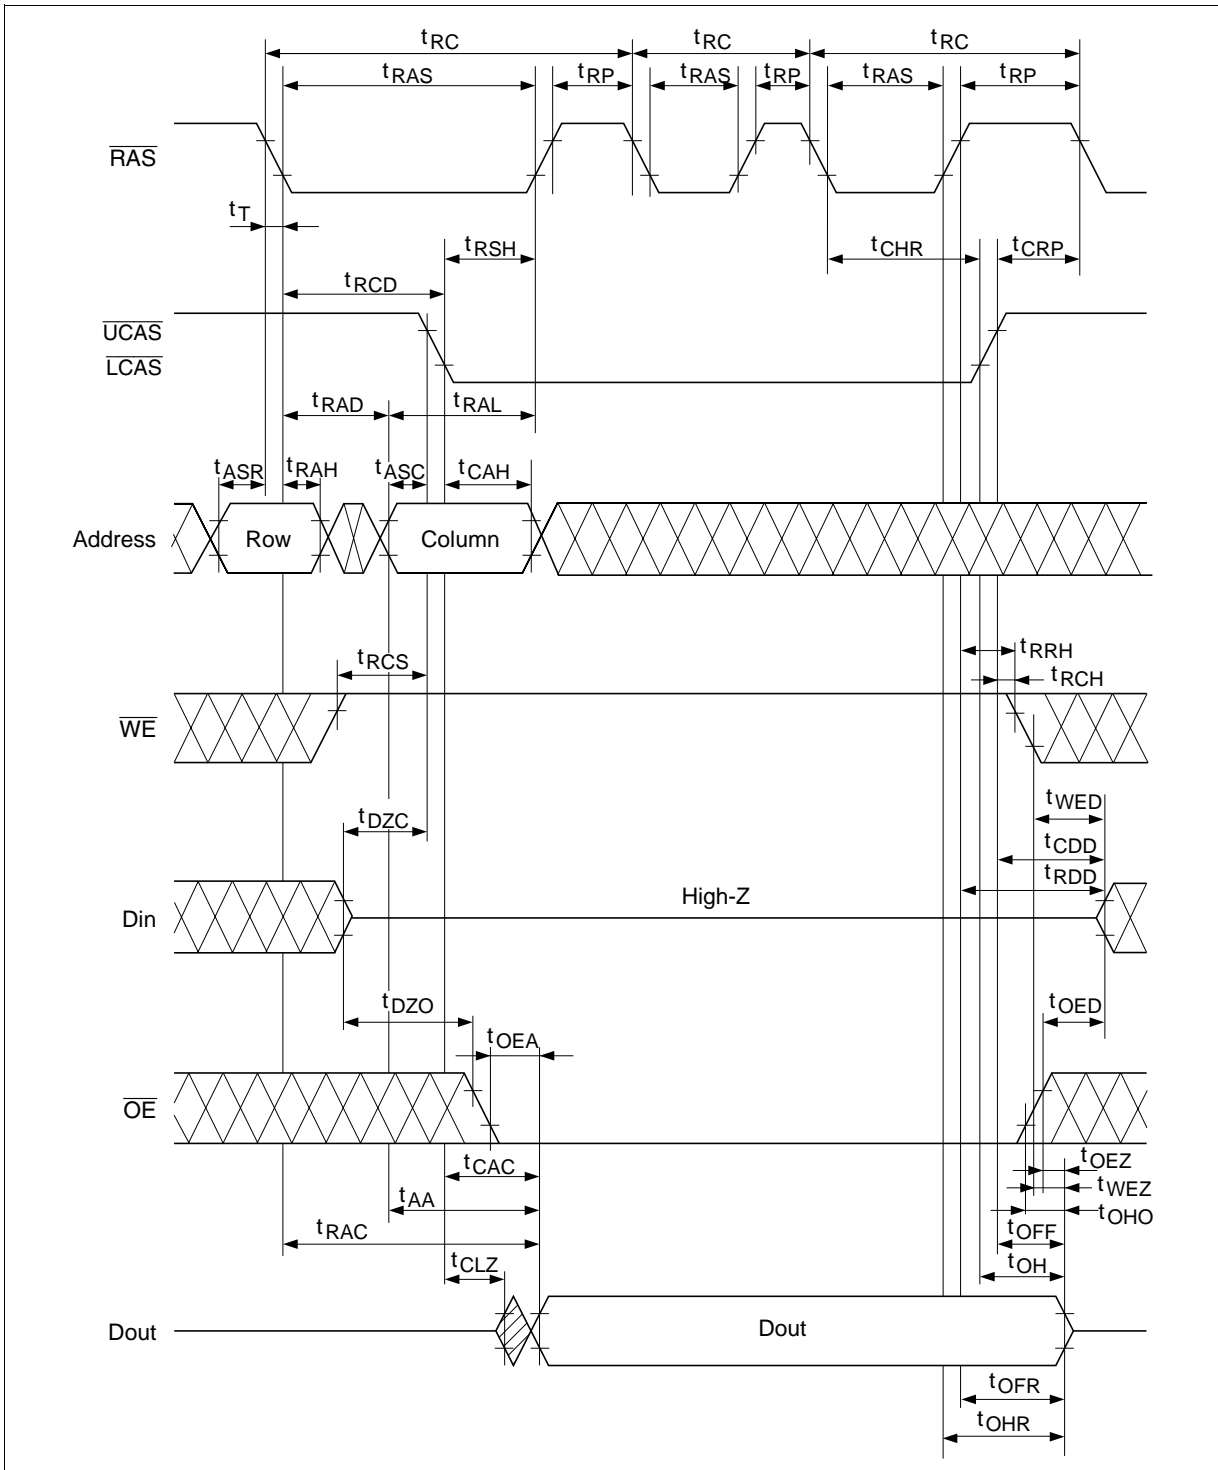 tRC tRC tRC
tRAS tRP tRAS tRP tRAS tRP
RAS
tT
tRSH tCHR tCRP
tRCD
UCAS
LCAS
tRAD tRAL
tASR tRAH tASC tCAH
Address Row Column
tRRH
tRCS tRCH
WE
tWED
tDZC tCDD
tRDD
High-Z
Din
tDZO tOED
tOEA
OE
tCAC tOEZ
tAA tWEZ
tRAC tOHO
tOFF
tCLZ tOH
Dout Dout
tOFR
tOHR